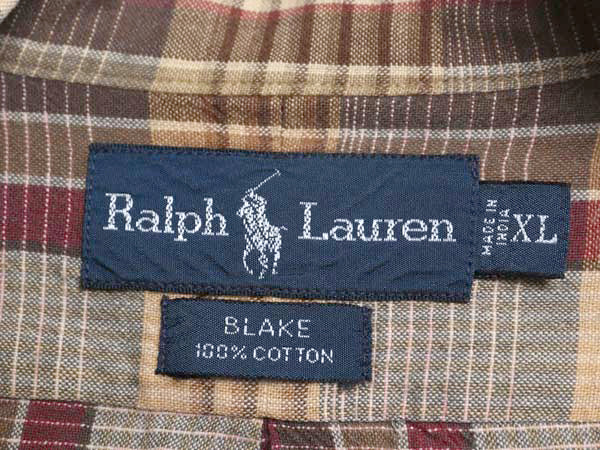 Ralph Lauren
MADE IN
INDIA
XL
BLAKE
100% COTTON